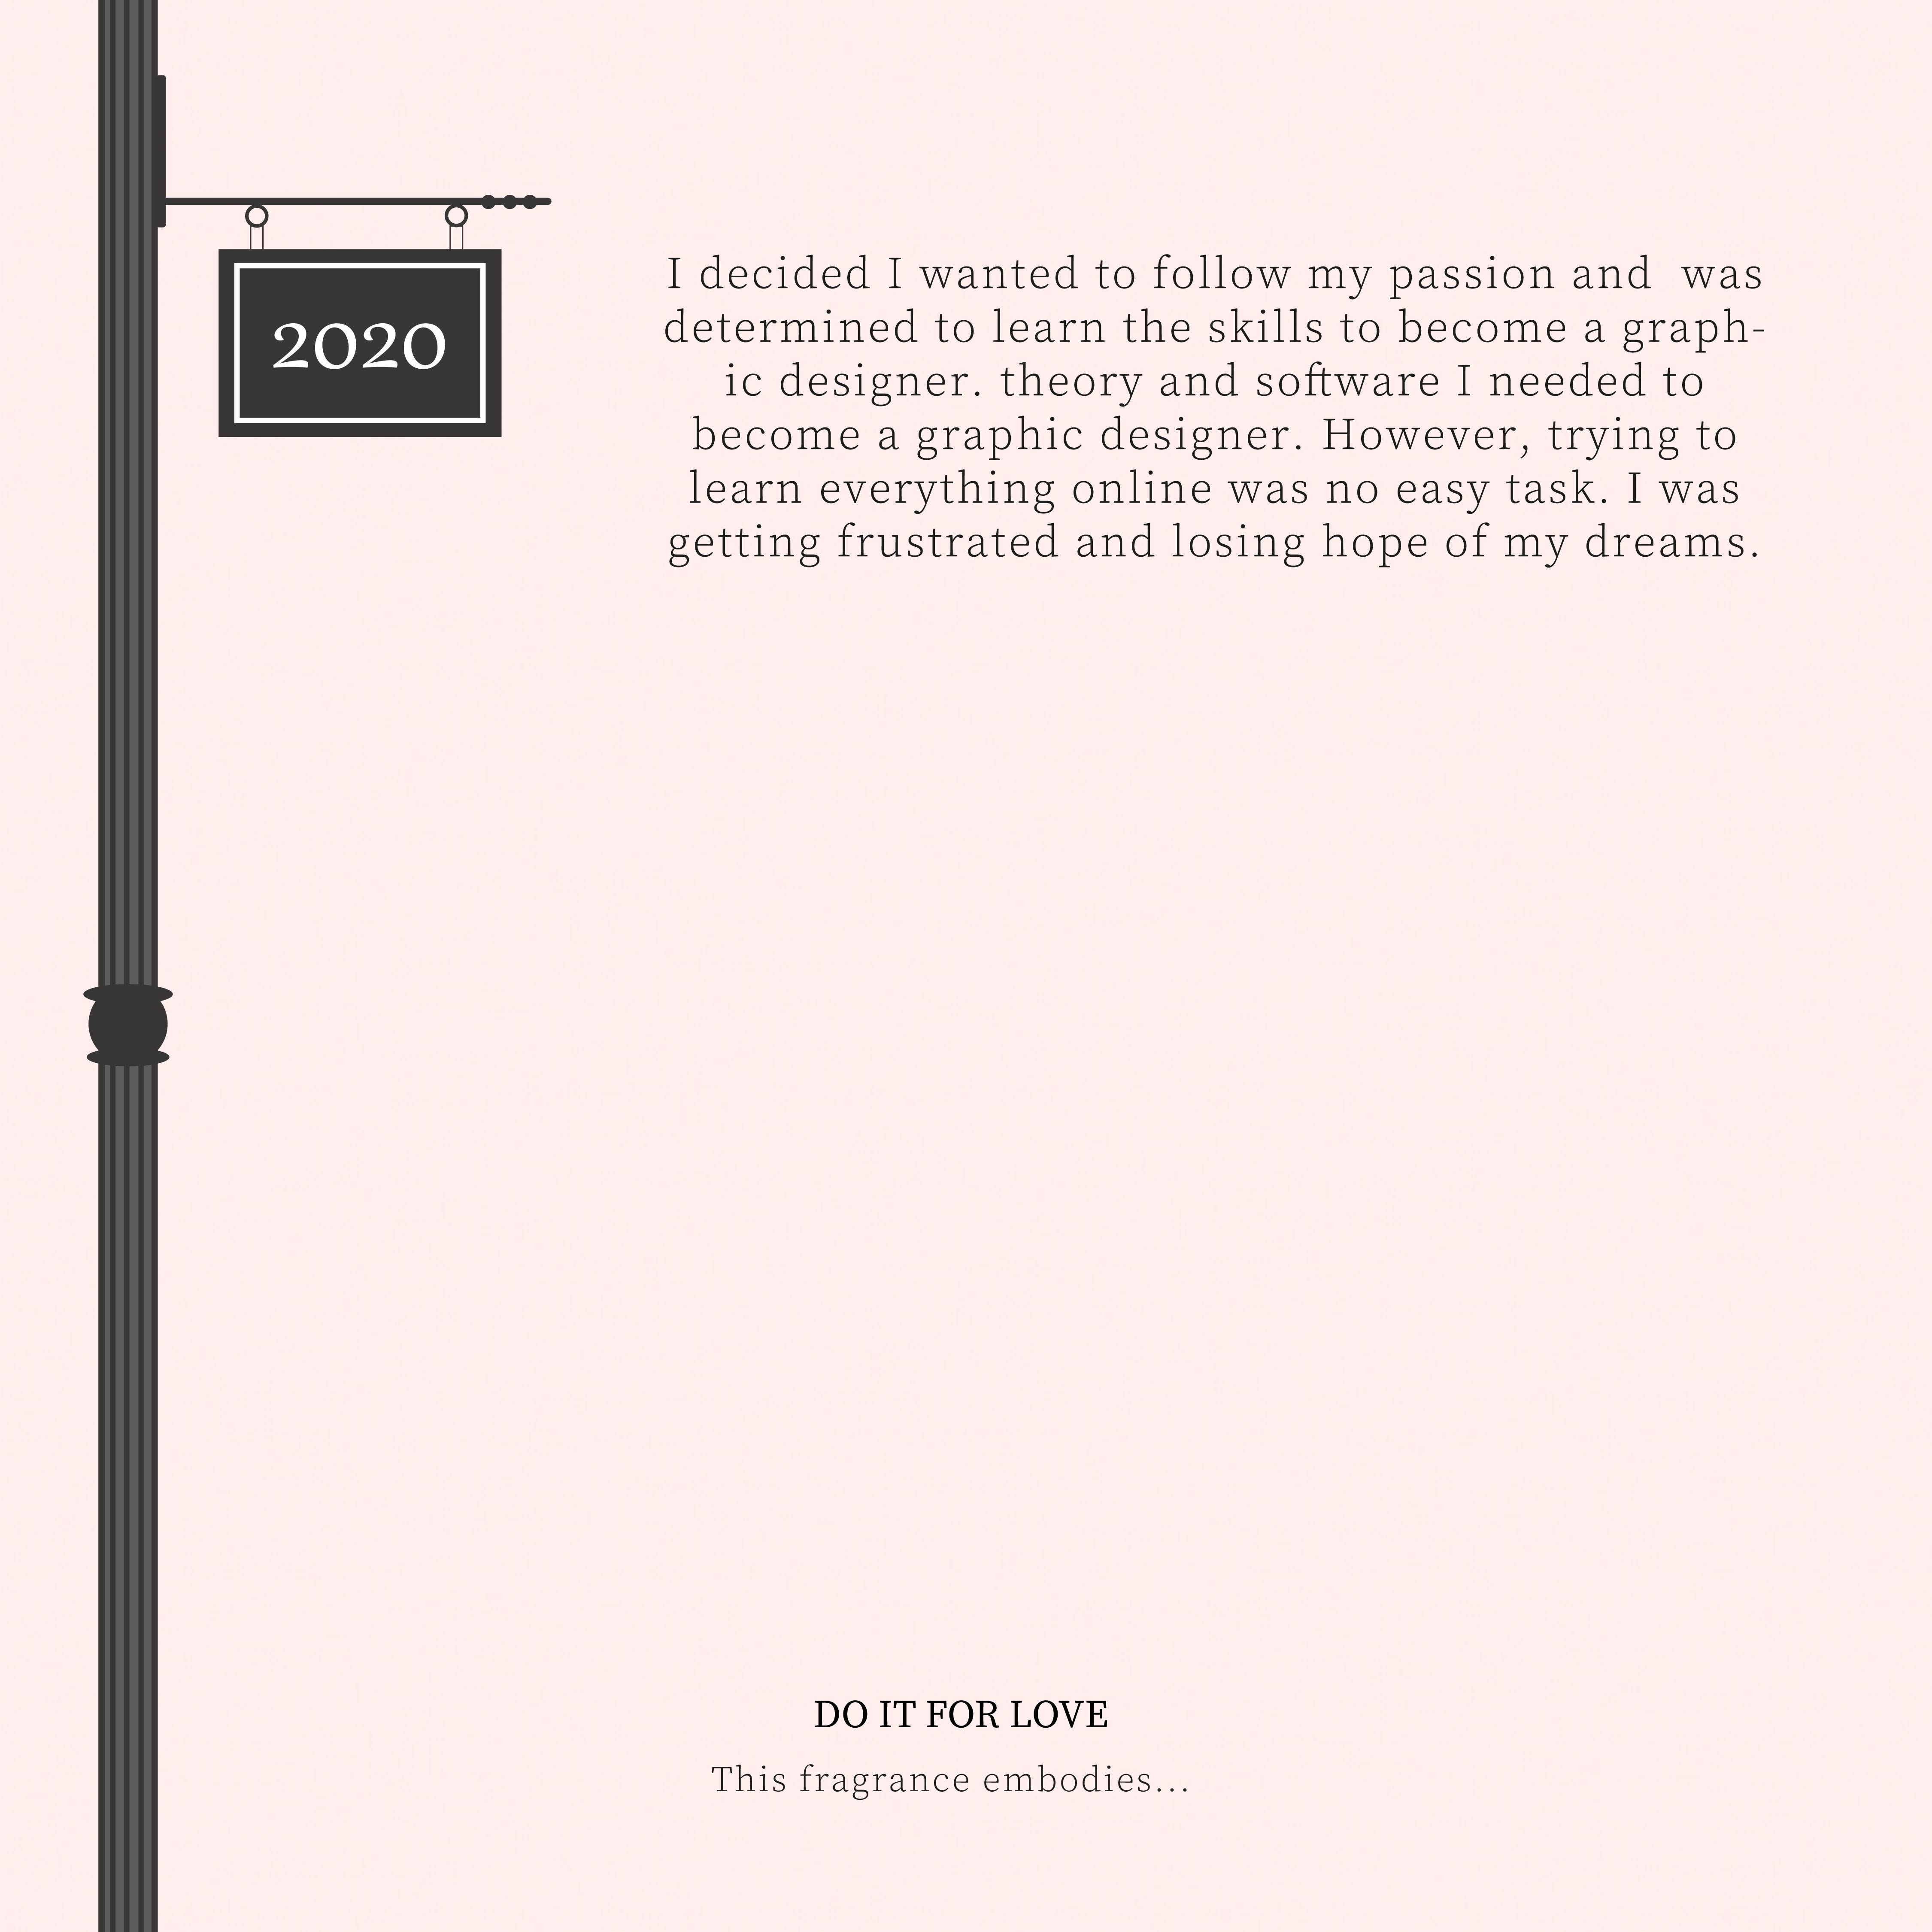 2020
I decided I wanted to follow my passion and  was
determined to learn the skills to become a graph-
ic designer. theory and software I needed to
become a graphic designer. However, trying to
learn everything online was no easy task. I was
getting frustrated and losing hope of my dreams.
DO IT FOR LOVE
This fragrance embodies...